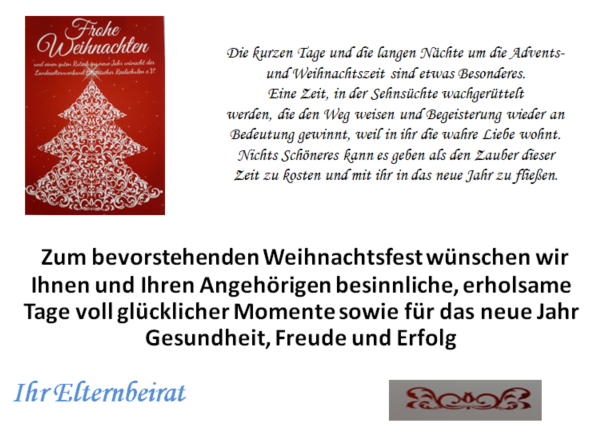 Frohe
Weihnachten
und einen guten Rutsch ins neue Jahr wünscht der
Landeselternverband Bayerischer Realschulen e.V.
Die kurzen Tage und die langen Nächte um die Advents-
und Weihnachtszeit sind etwas Besonderes.
Eine Zeit, in der Sehnsüchte wachgerüttelt
werden, die den Weg weisen und Begeisterung wieder an
Bedeutung gewinnt, weil in ihr die wahre Liebe wohnt.
Nichts Schöneres kann es geben als den Zauber dieser
Zeit zu kosten und mit ihr in das neue Jahr zu fließen.
Zum bevorstehenden Weihnachtsfest wünschen wir
Ihnen und Ihren Angehörigen besinnliche, erholsame
Tage voll glücklicher Momente sowie für das neue Jahr
Gesundheit, Freude und Erfolg
Ihr Elternbeirat